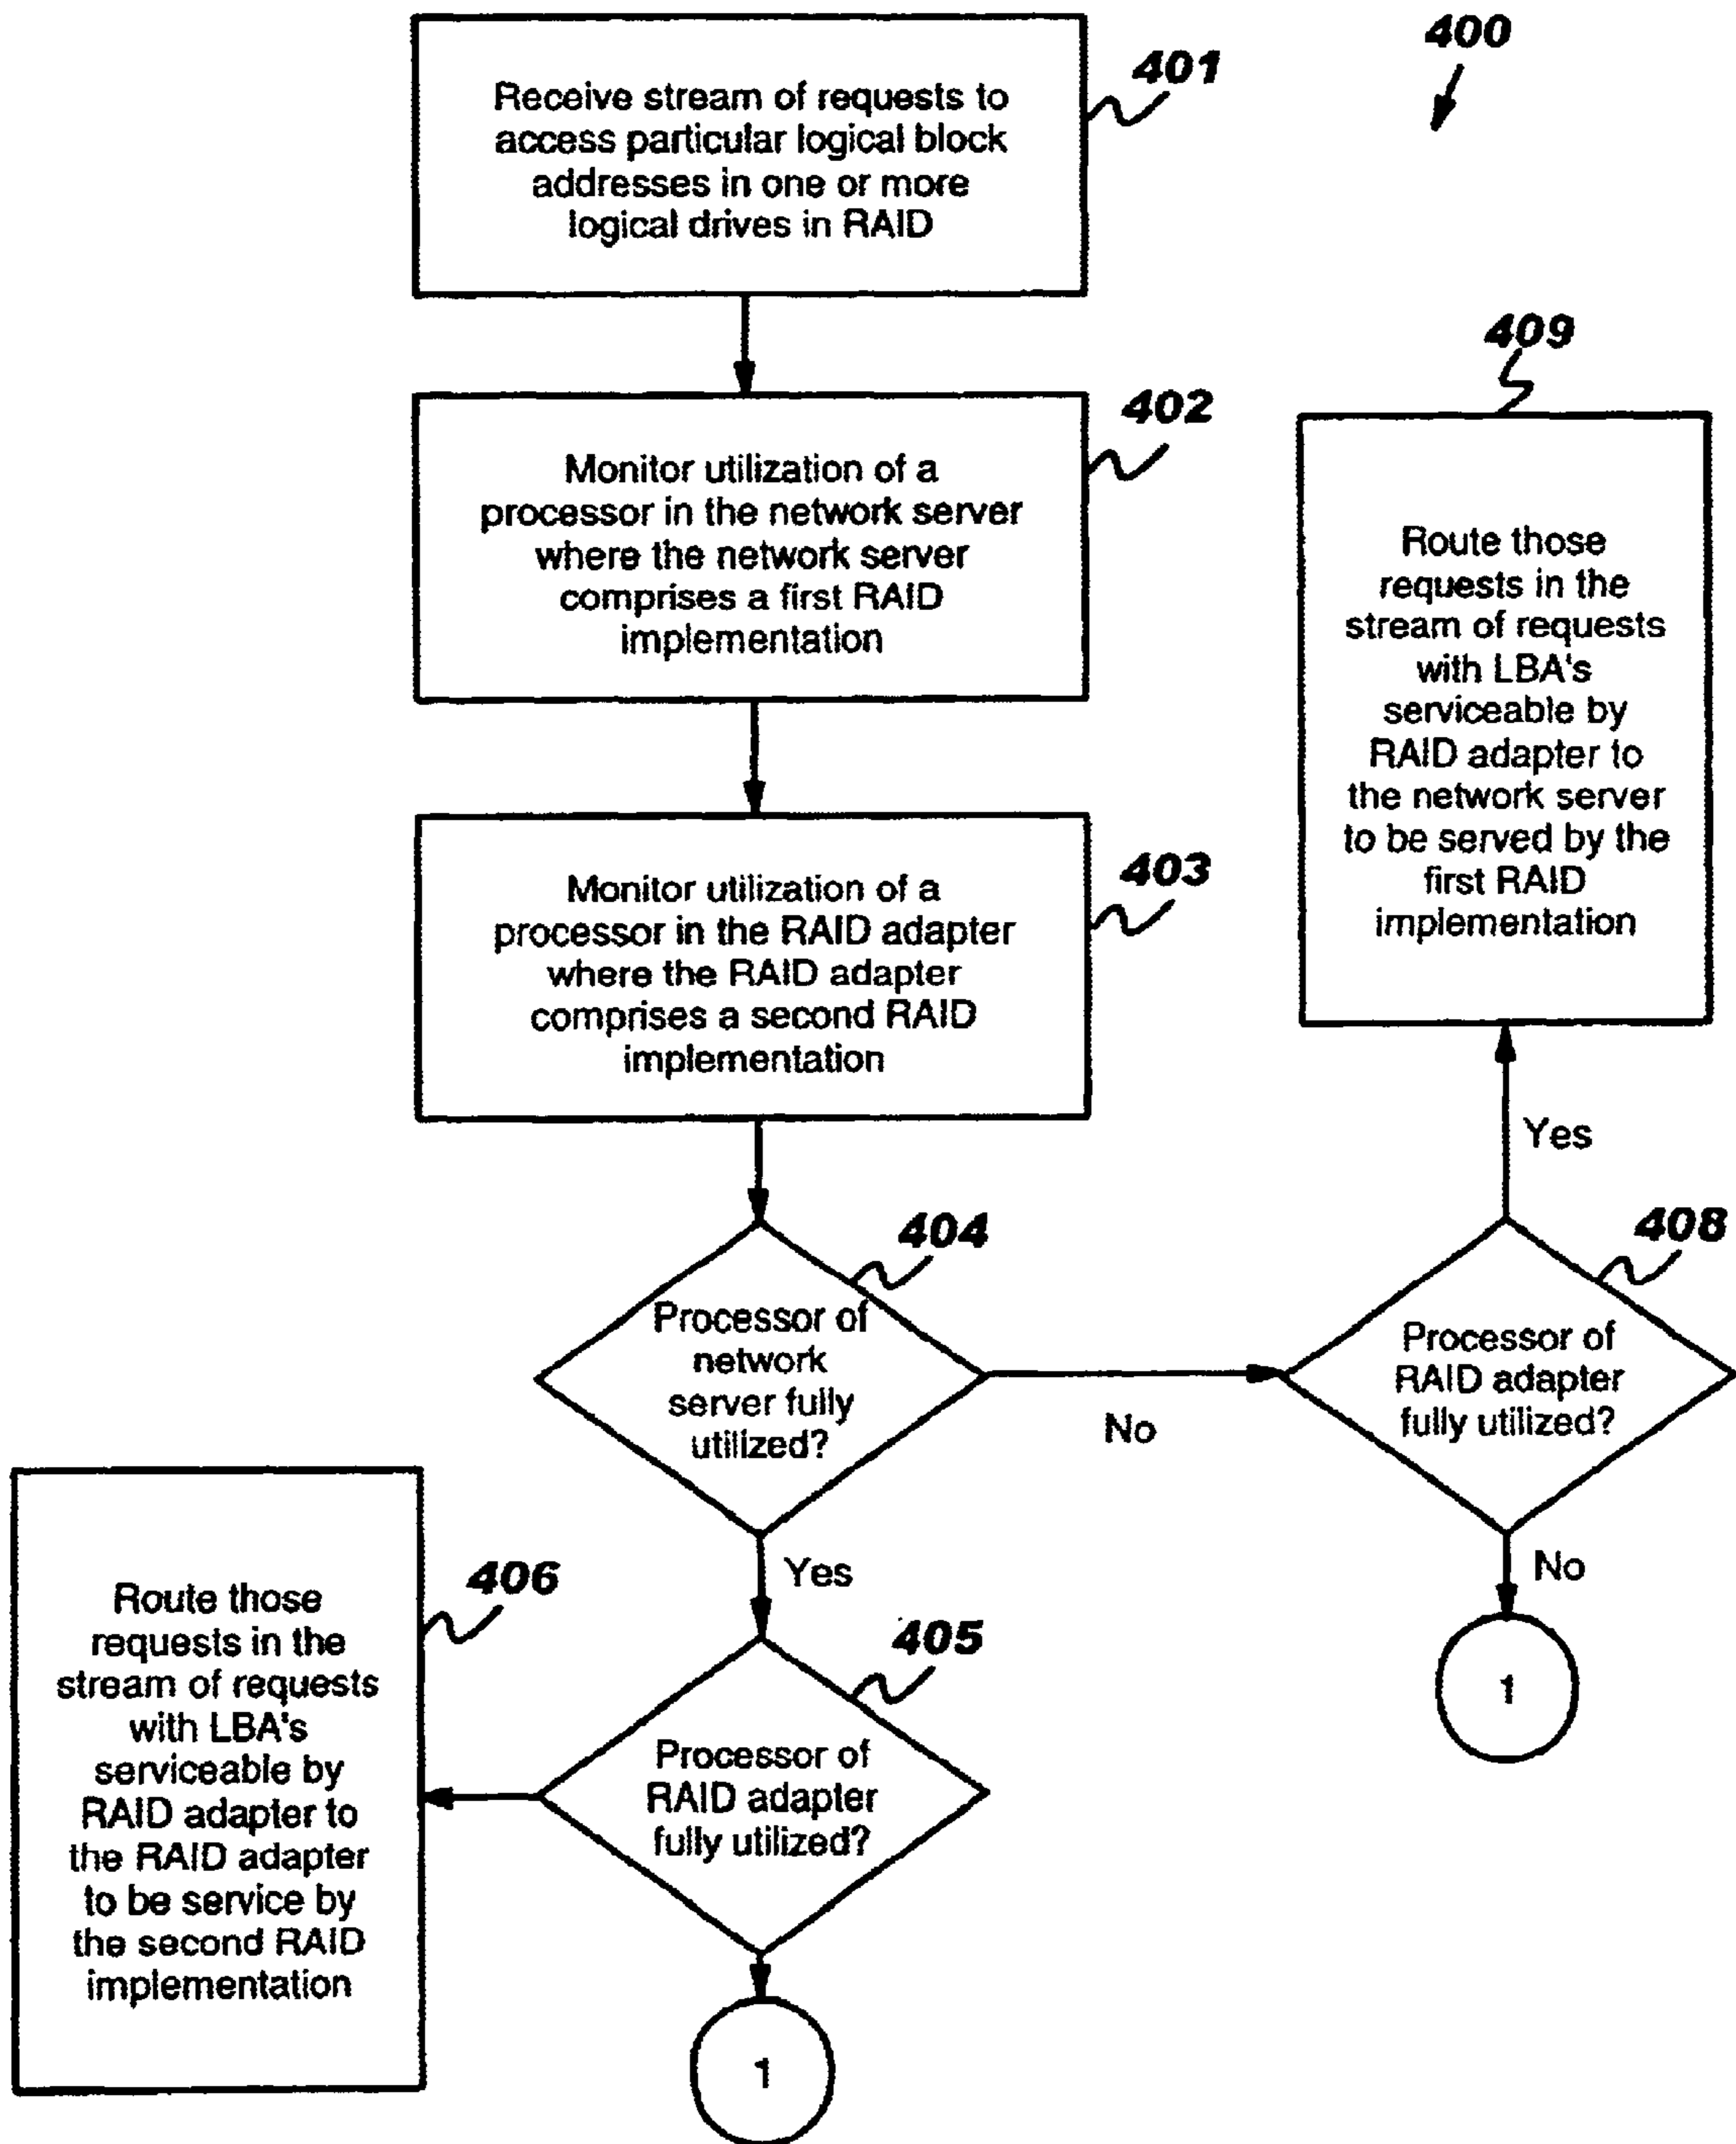 400
401
Receive stream of requests to
access particular logical block
addresses in one or more
logical drives in RAID
402
Monitor utilization of a
processor in the network server
where the network server
comprises a first RAID
implementation
403
Monitor utilization of a
processor in the RAID adapter
where the RAID adapter
comprises a second RAID
implementation
404
Processor of
network
server fully
utilized?
No
Yes
408
Processor of
RAID adapter
fully utilized?
Yes
No
1
409
Route those
requests in the
stream of requests
with LBA's
serviceable by
RAID adapter to
the network server
to be served by the
first RAID
implementation
405
Processor of
RAID adapter
fully utilized?
1
406
Route those
requests in the
stream of requests
with LBA's
serviceable by
RAID adapter to
the RAID adapter
to be service by
the second RAID
implementation